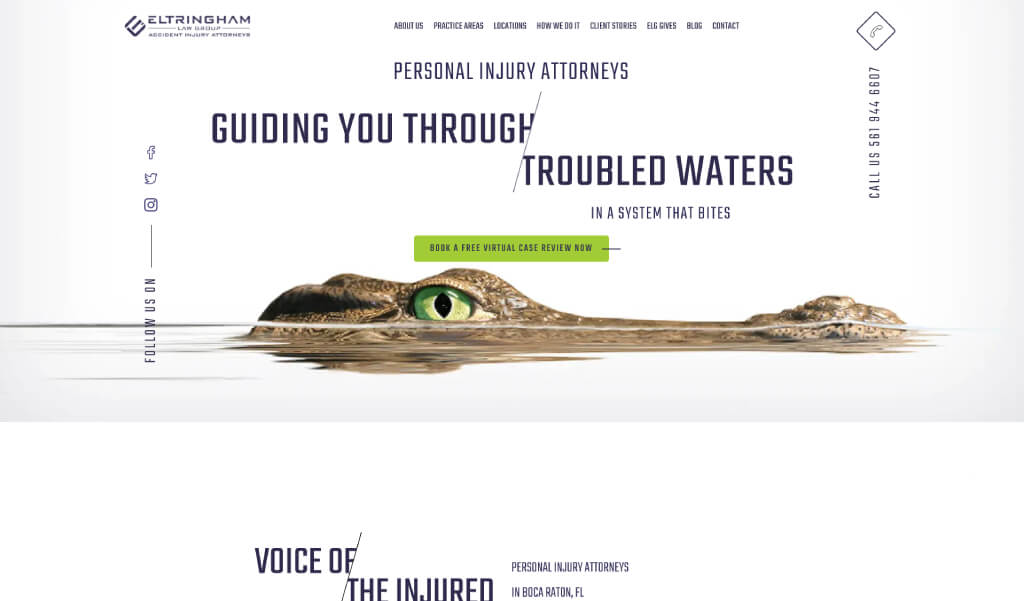 ELTRINGHAM
LAW GROUP
ACCIDENT INJURY ATTORNEYS
ABOUT US PRACTICE AREAS LOCATIONS HOW WE DO IT CLIENT STORIES ELG GIVES BLOG CONTACT
PERSONAL INJURY ATTORNEYS
GUIDING YOU THROUGH
TROUBLED WATERS
IN A SYSTEM THAT BITES
BOOK A FREE VIRTUAL CASE REVIEW NOW
CALL US 561 944 6607
FOLLOW US ON
VOICE OF
THE INJURED
PERSONAL INJURY ATTORNEYS
IN BOCA RATON, FL